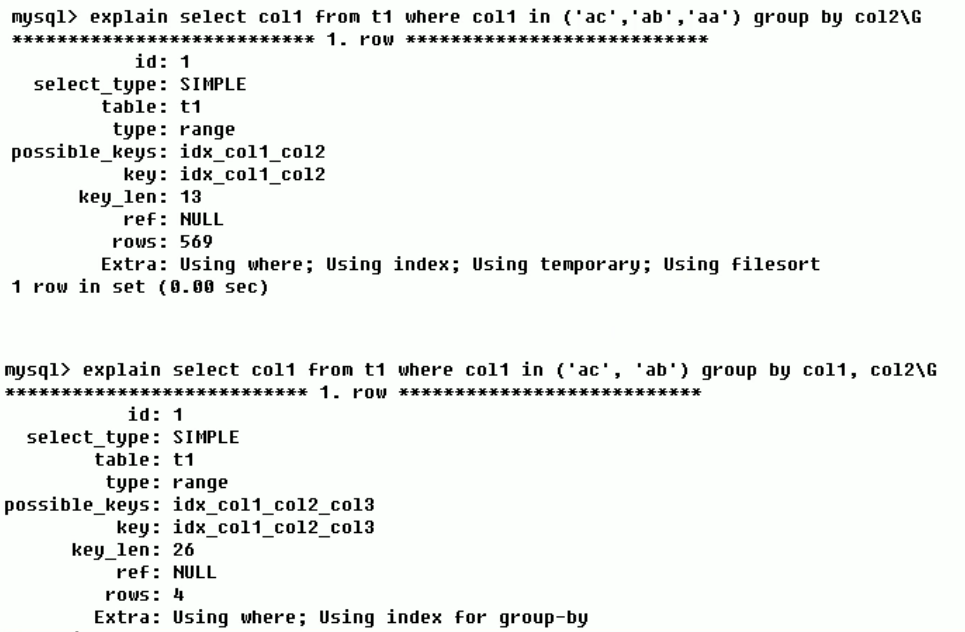 mysql> explain select col1 from t1 where col1 in ('ac','ab','aa') group by col2\G
*************************** 1. row ***************************
id: 1
select_type: SIMPLE
table: t1
type: range
possible_keys: idx_col1_col2
key: idx_col1_col2
key_len: 13
ref: NULL
rows: 569
Extra: Using where; Using index; Using temporary; Using filesort
1 row in set (0.00 sec)
mysql> explain select col1 from t1 where col1 in ('ac', 'ab') group by col1, col2\G
*************************** 1. row ***************************
id: 1
select_type: SIMPLE
table: t1
type: range
possible_keys: idx_col1_col2_col3
key: idx_col1_col2_col3
key_len: 26
ref: NULL
rows: 4
Extra: Using where; Using index for group-by